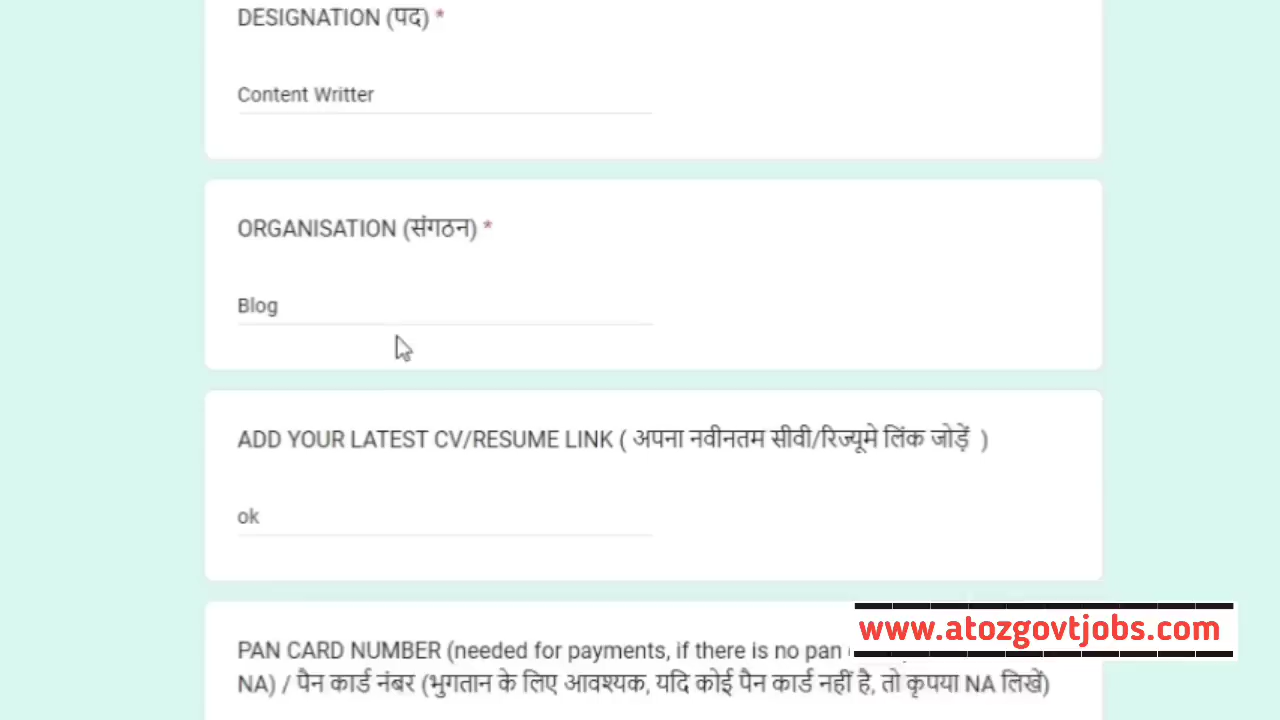 DESIGNATION (पद) *
Content Writter
ORGANISATION (संगठन) *
Blog
ADD YOUR LATEST CV/RESUME LINK ( अपना नवीनतम सीवी/रिज्यूमे लिंक जोड़ें )
ok
PAN CARD NUMBER (needed for payments, if there is no pan
NA) / पैन कार्ड नंबर (भुगतान के लिए आवश्यक, यदि कोई पैन कार्ड नहीं है, तो कृपया NA लिखें)
www.atozgovtjobs.com